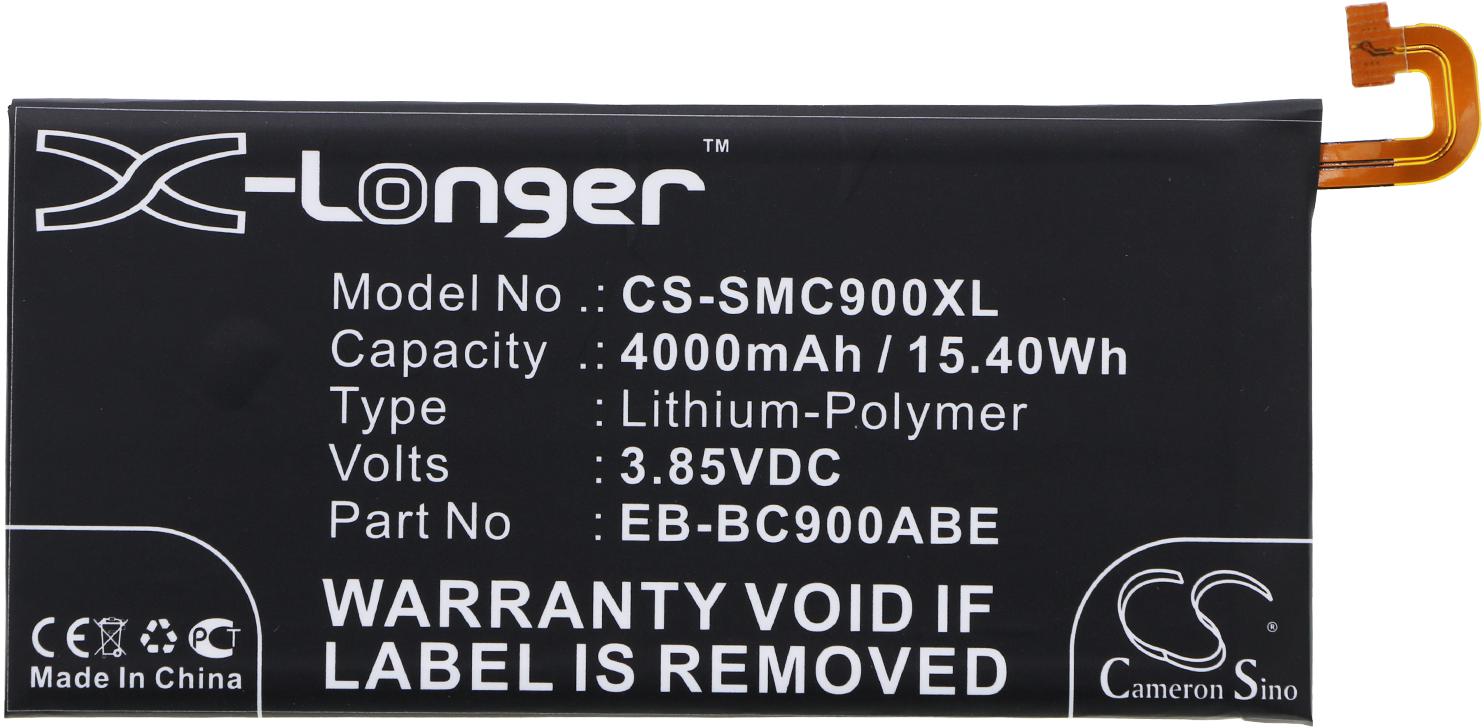 X-Longer™
Model No .: CS-SMC900XL
Capacity .: 4000mAh / 15.40Wh
Type : Lithium-Polymer
Volts : 3.85VDC
Part No : EB-BC900ABE
WARRANTY VOID IF
LABEL IS REMOVED
CE PCT
Made In China
CS®
Cameron Sino